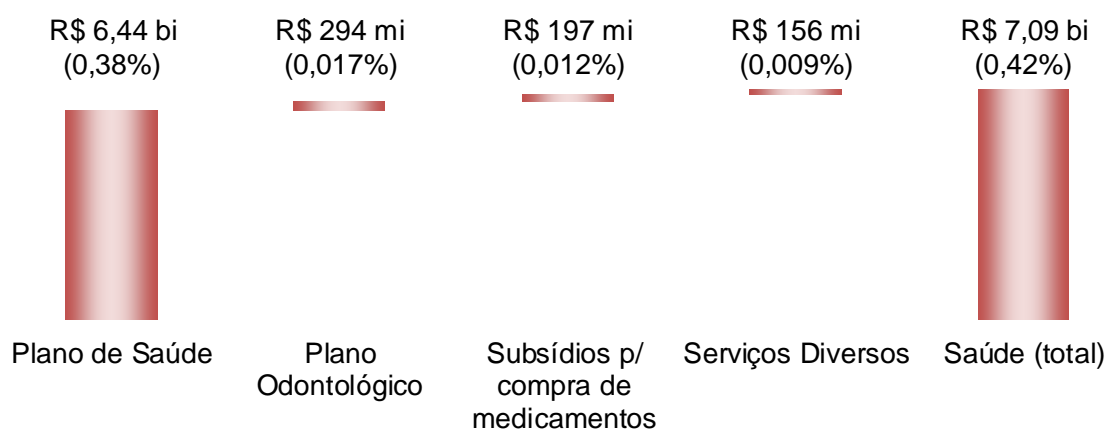 R$ 6,44 bi
(0,38%)
R$ 294 mi
(0,017%)
R$ 197 mi
(0,012%)
R$ 156 mi
(0,009%)
R$ 7,09 bi
(0,42%)
Plano de Saúde
Plano
Odontológico
Subsídios p/
compra de
medicamentos
Serviços Diversos
Saúde (total)